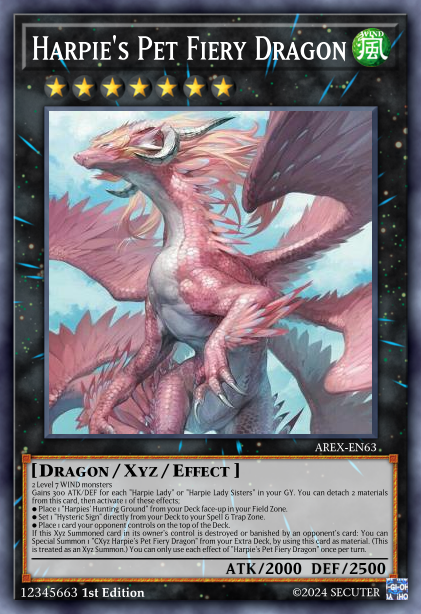 Harpie's Pet Fiery Dragon
WIND
風
AREX-EN63
[Dragon / Xyz / Effect ]
2 Level 7 WIND monsters
Gains 300 ATK/DEF for each "Harpie Lady" or "Harpie Lady Sisters" in your GY. You can detach 2 materials
from this card, then activate 1 of these effects;
● Place 1 "Harpies' Hunting Ground" from your Deck face-up in your Field Zone.
● Set 1 "Hysteric Sign" directly from your Deck to your Spell & Trap Zone.
● Place 1 card your opponent controls on the top of the Deck.
If this Xyz Summoned card in its owner's control is destroyed or banished by an opponent's card: You can
Special Summon 1 "CXyz Harpie's Pet Fiery Dragon" from your Extra Deck, by using this card as material. (This
is treated as an Xyz Summon.) You can only use each effect of "Harpie's Pet Fiery Dragon" once per turn.
ATK/2000 DEF/2500
12345663 1st Edition
©2024 SECUTER